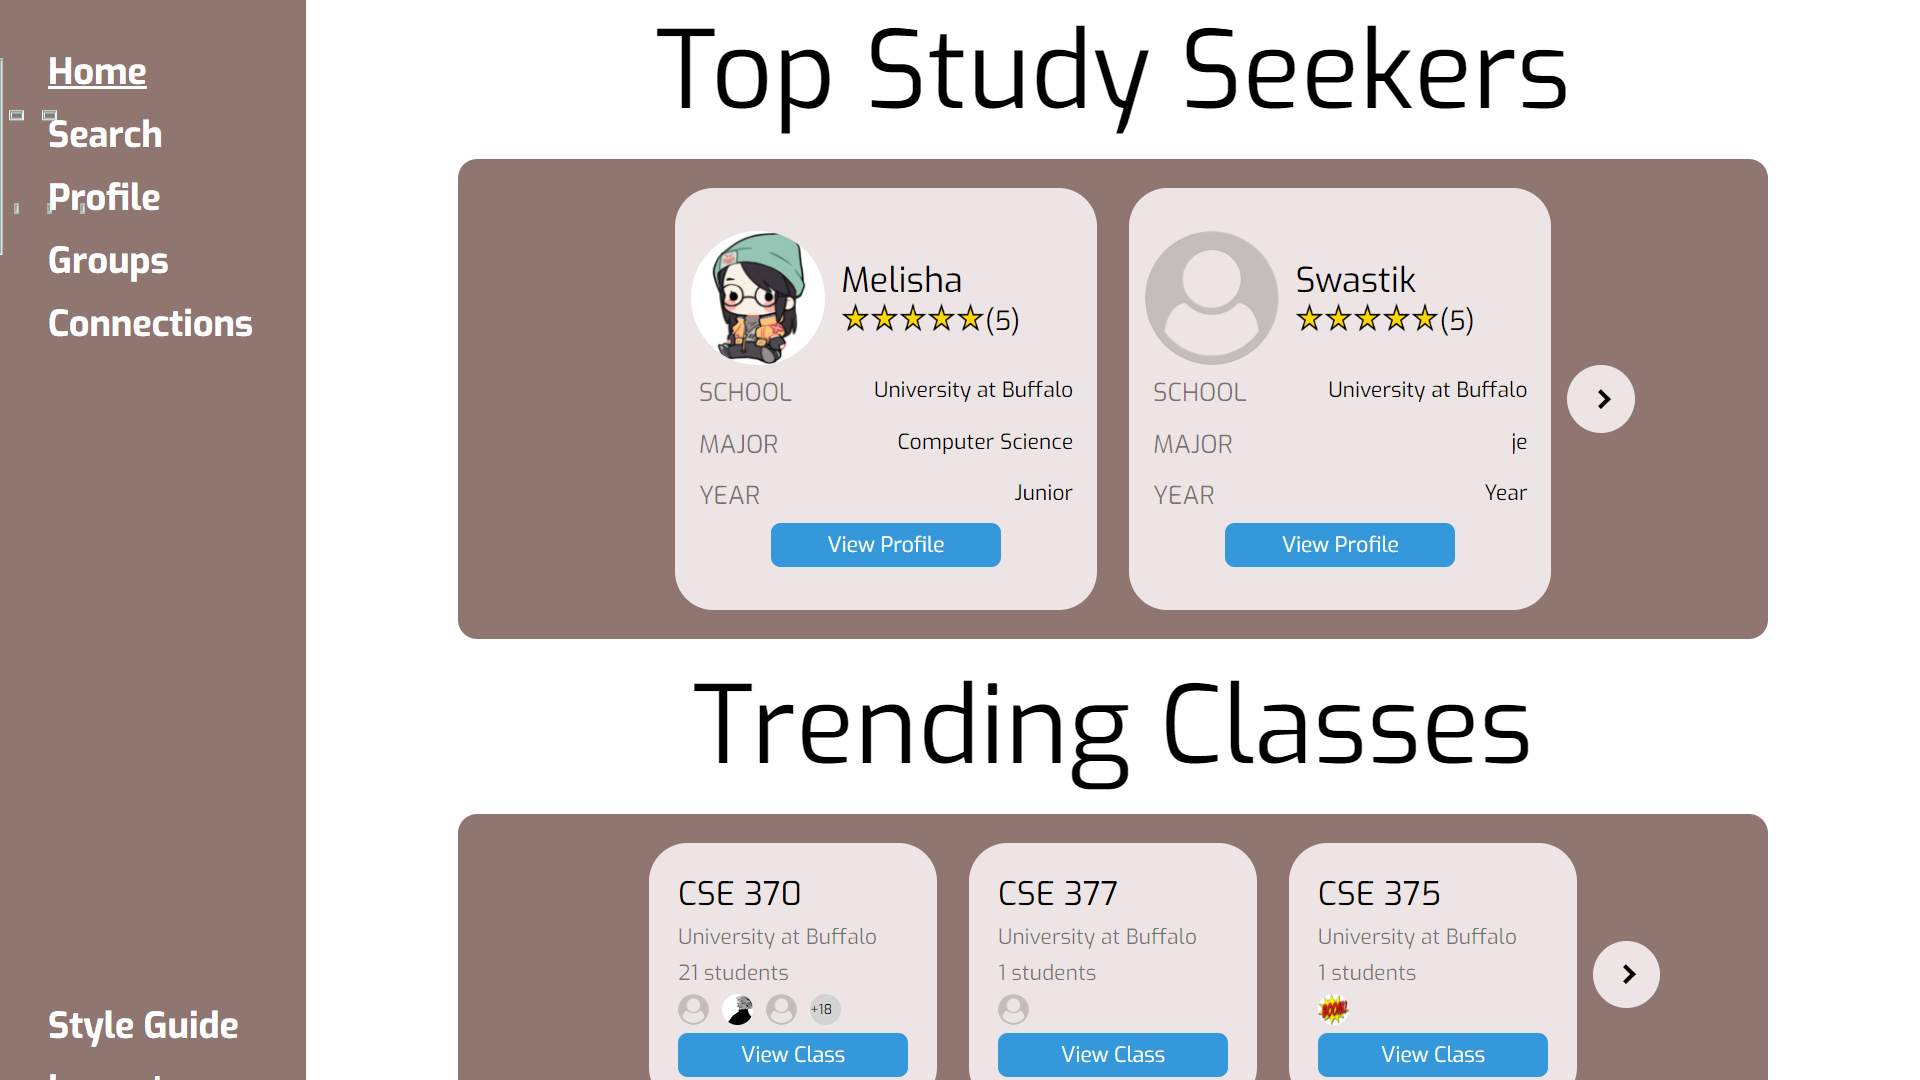 Home
Search
Profile
Groups
Connections
Style Guide
Top Study Seekers
Melisha
★★★★★(5)
SCHOOL University at Buffalo
MAJOR Computer Science
YEAR Junior
View Profile
Swastik
★★★★★(5)
SCHOOL University at Buffalo
MAJOR je
YEAR Year
View Profile
Trending Classes
CSE 370
University at Buffalo
21 students
+18
View Class
CSE 377
University at Buffalo
1 students
View Class
CSE 375
University at Buffalo
1 students
BOOM!
View Class